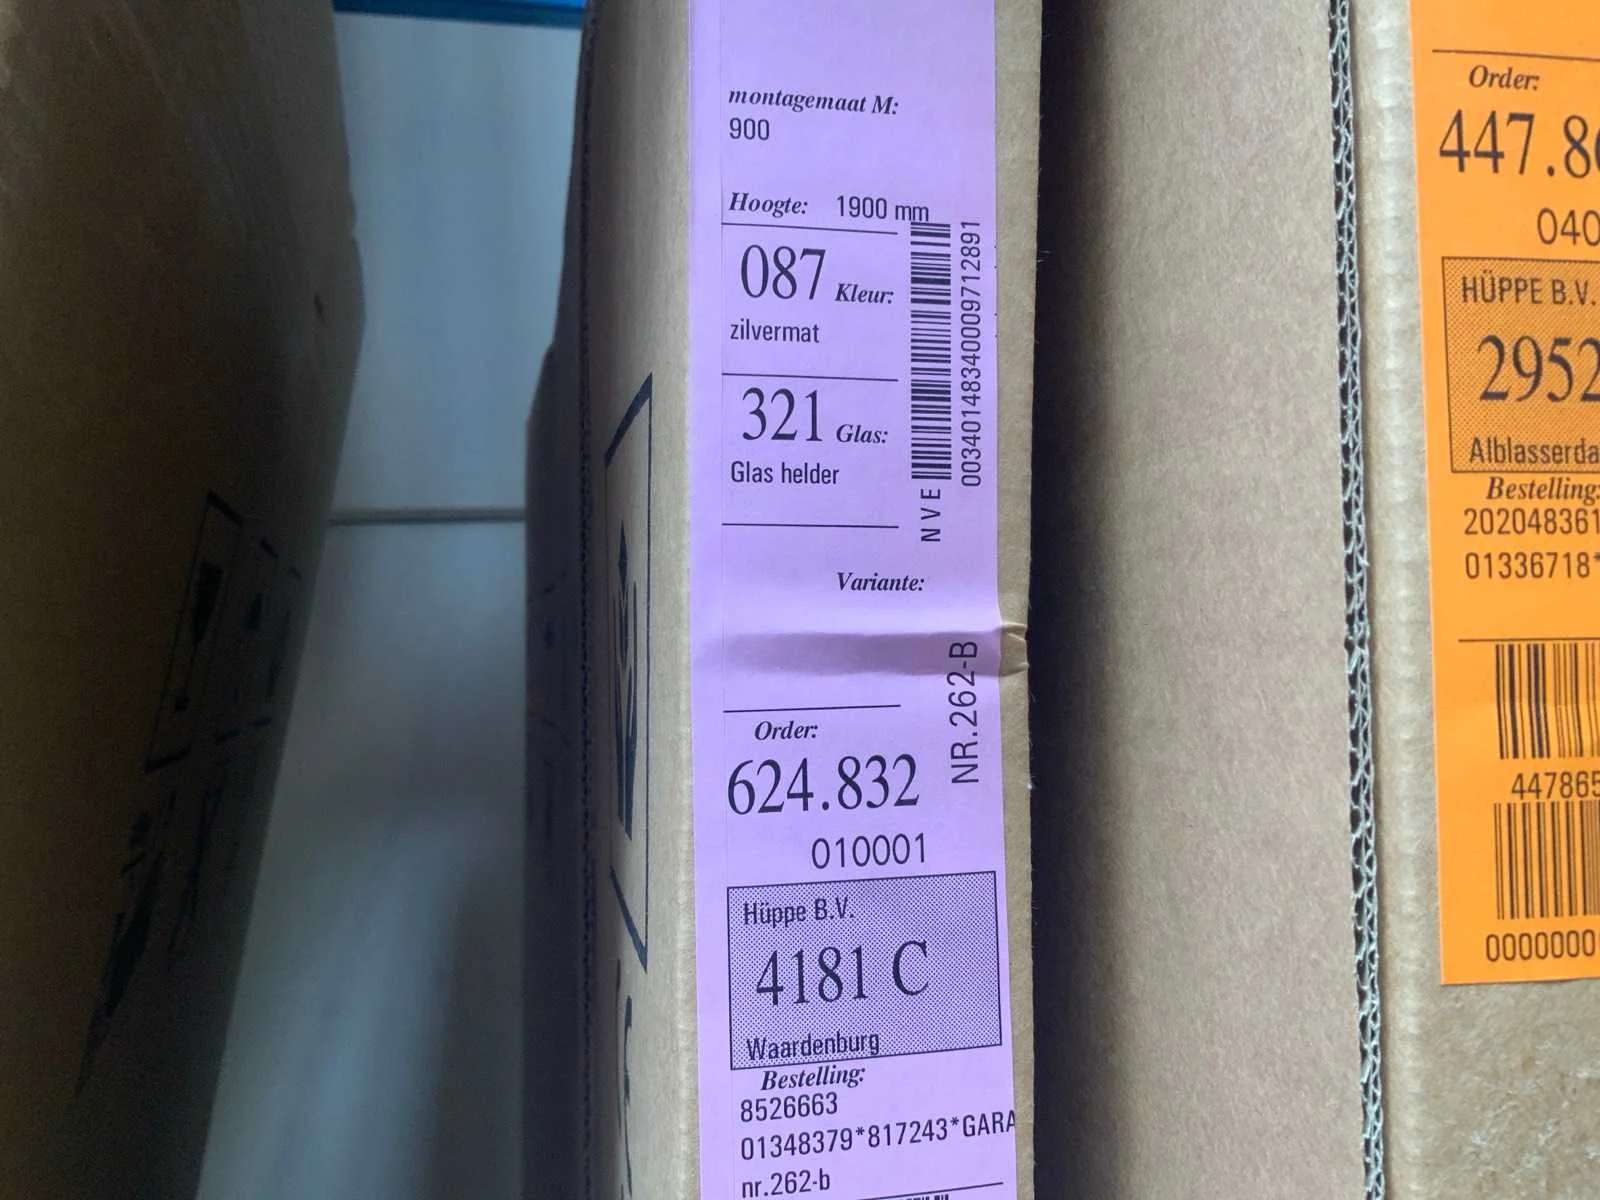 montagemaat M:
900
Hoogte: 1900 mm
087 Kleur:
zilvermat
321 Glas:
Glas helder
NVE
00340148340009712891
Variante:
NR.262-B
Order:
624.832
010001
Hüppe B.V.
4181 C
Waardenburg
Bestelling:
8526663
01348379*817243*GARA
nr.262-b
Order:
447.8
040
HÜPPE B.V.
2952
Alblasserda
Bestelling:
202048361
01336718*
447865
0000000